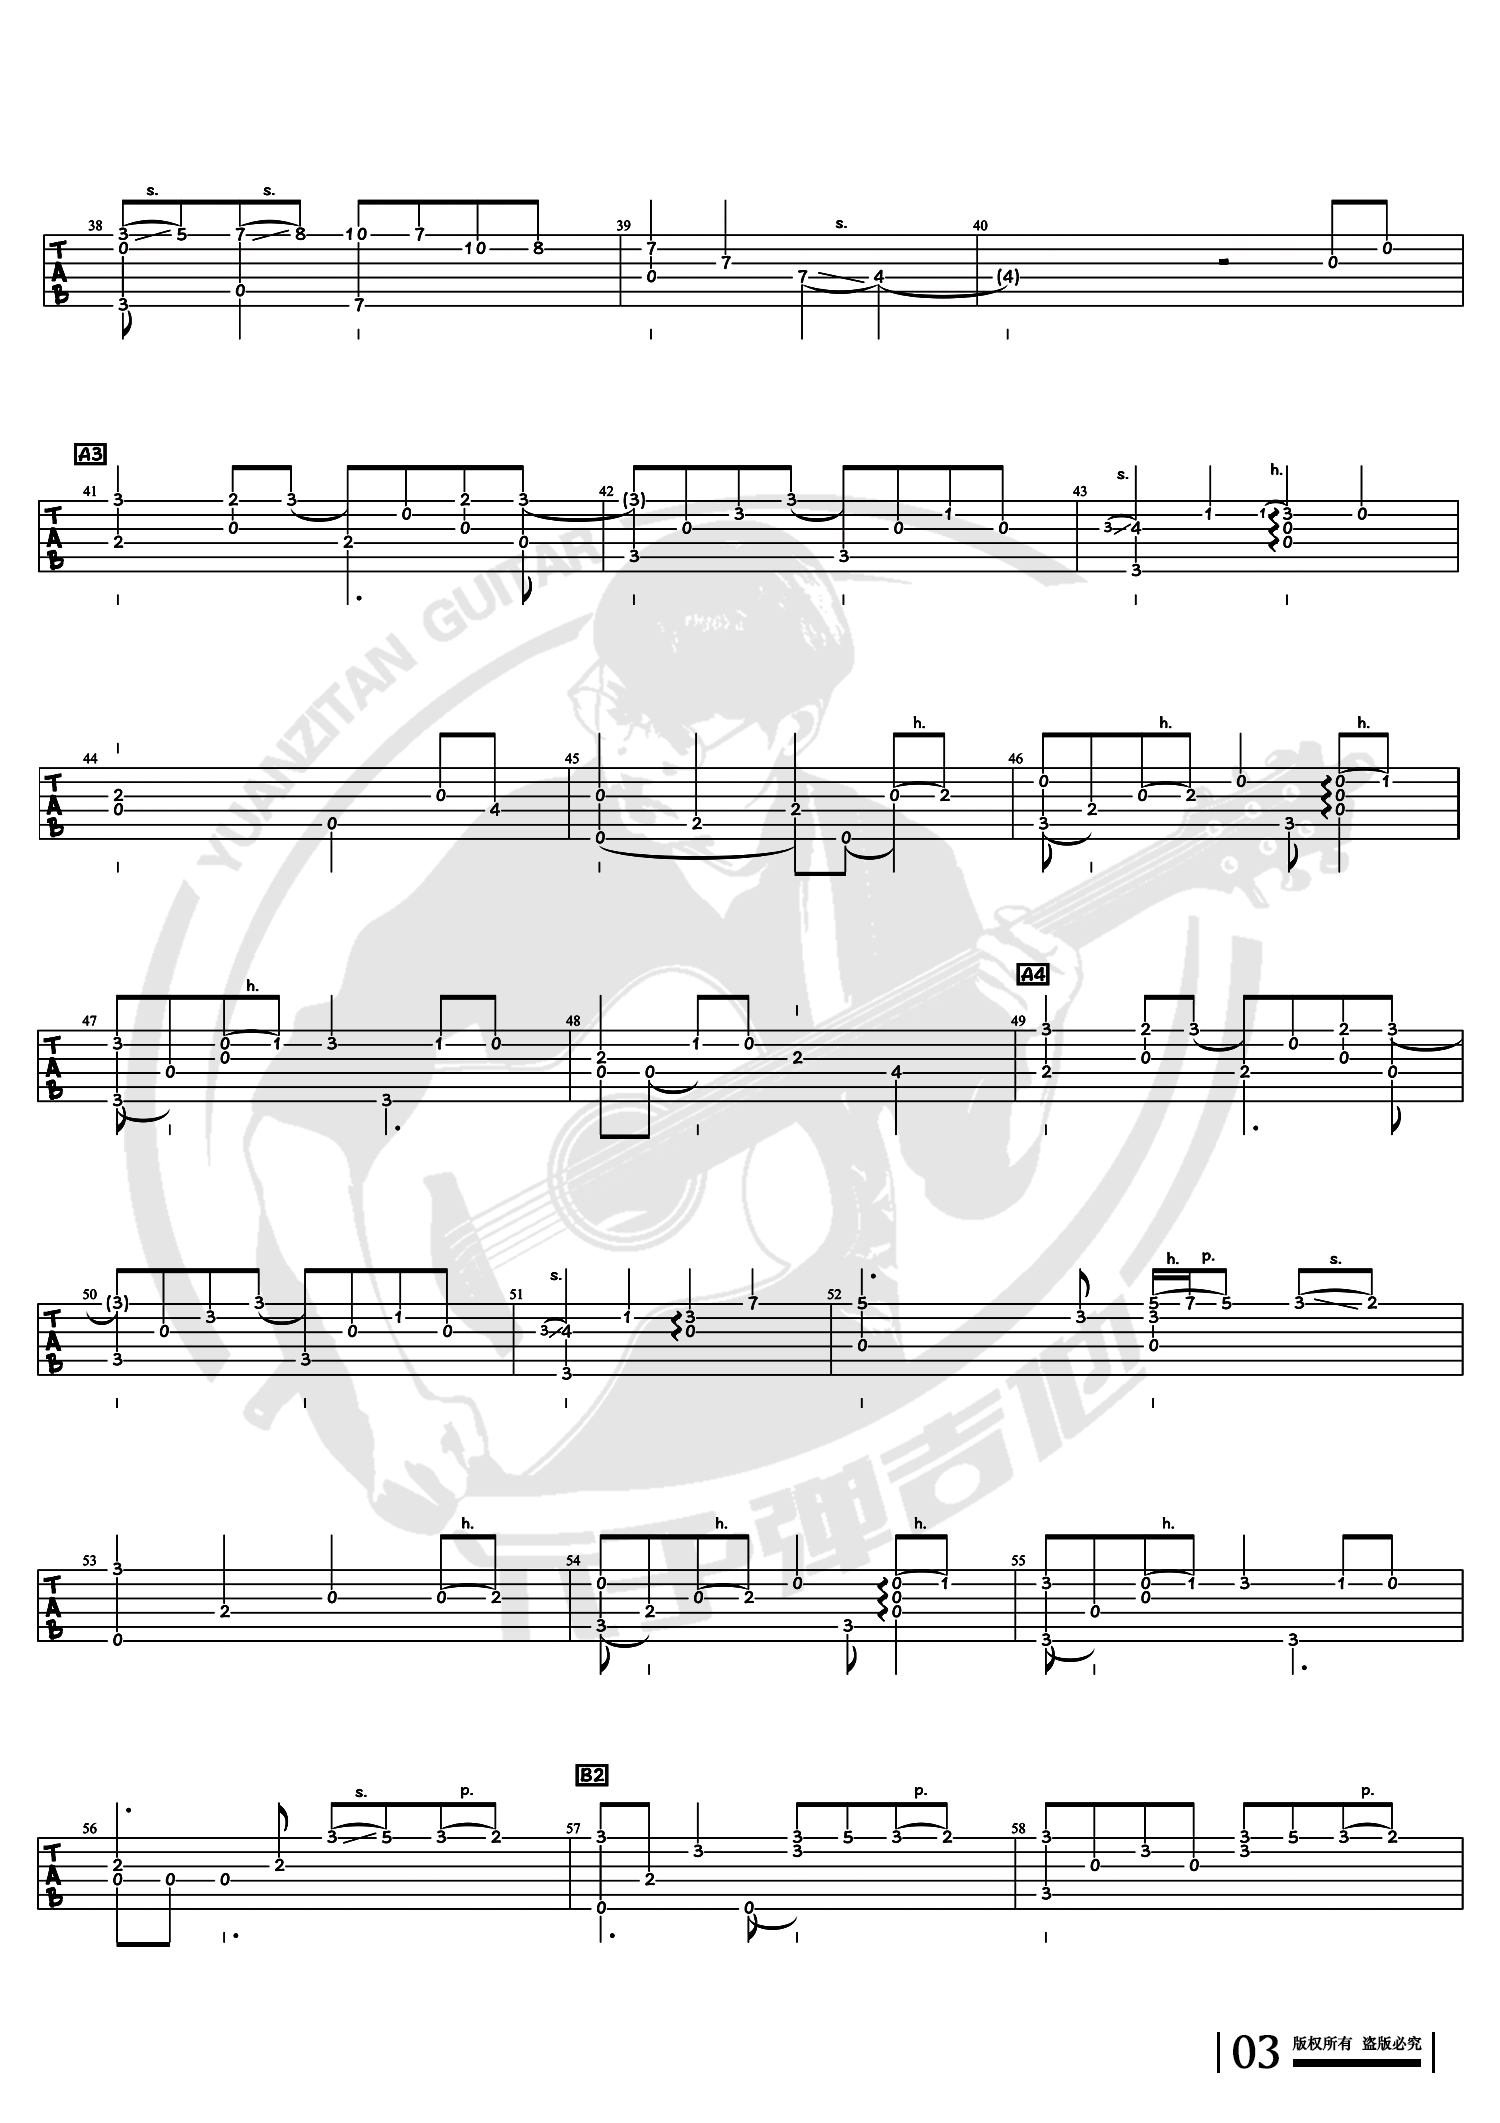 s. s.
38 3 5 7 8 10 7 10 8 39 7 7 s. 7 4 40 (4) 0 0
T 0
A 0
B 0
3 7
A3
41 3 2 3 0 2 3 42 (3) 0 3 3 0 1 0 43 s. 3 4 1 h. 1 3 0
T 0 0 0
A 2 2 0 0
B 3 3 3
44 2 0 4 45 0 2 2 0 h. 0 2 46 0 2 h. 0 2 0 h. 0 1
T 0
A 0 0
B 0 0 3 3
47 3 0 h. 0 1 3 1 0 48 2 1 0 2 4 A4 49 3 2 3 0 2 3
T 0 0 0
A 0 0 2 2 0
B 3 3
50 (3) 0 3 3 0 1 0 51 s. 3 4 1 3 7 52 5 3 h. p. 5 7 5 s. 3 2
T 0 3
A 0 0
B 3 3 3
53 3 2 0 h. 0 2 54 0 2 h. 0 2 0 h. 0 1 55 3 0 h. 0 1 3 1 0
T 0 0
A 0
B 0 3 3 3 3
56 2 2 s. 3 5 p. 3 2 B2 57 3 2 3 3 5 p. 3 2 58 3 0 3 0 3 5 p. 3 2
T 3 3
A 0 0 0
B 0 0 3
YUANZITAN GUITAR
弹吉他
03 版权所有 盗版必究